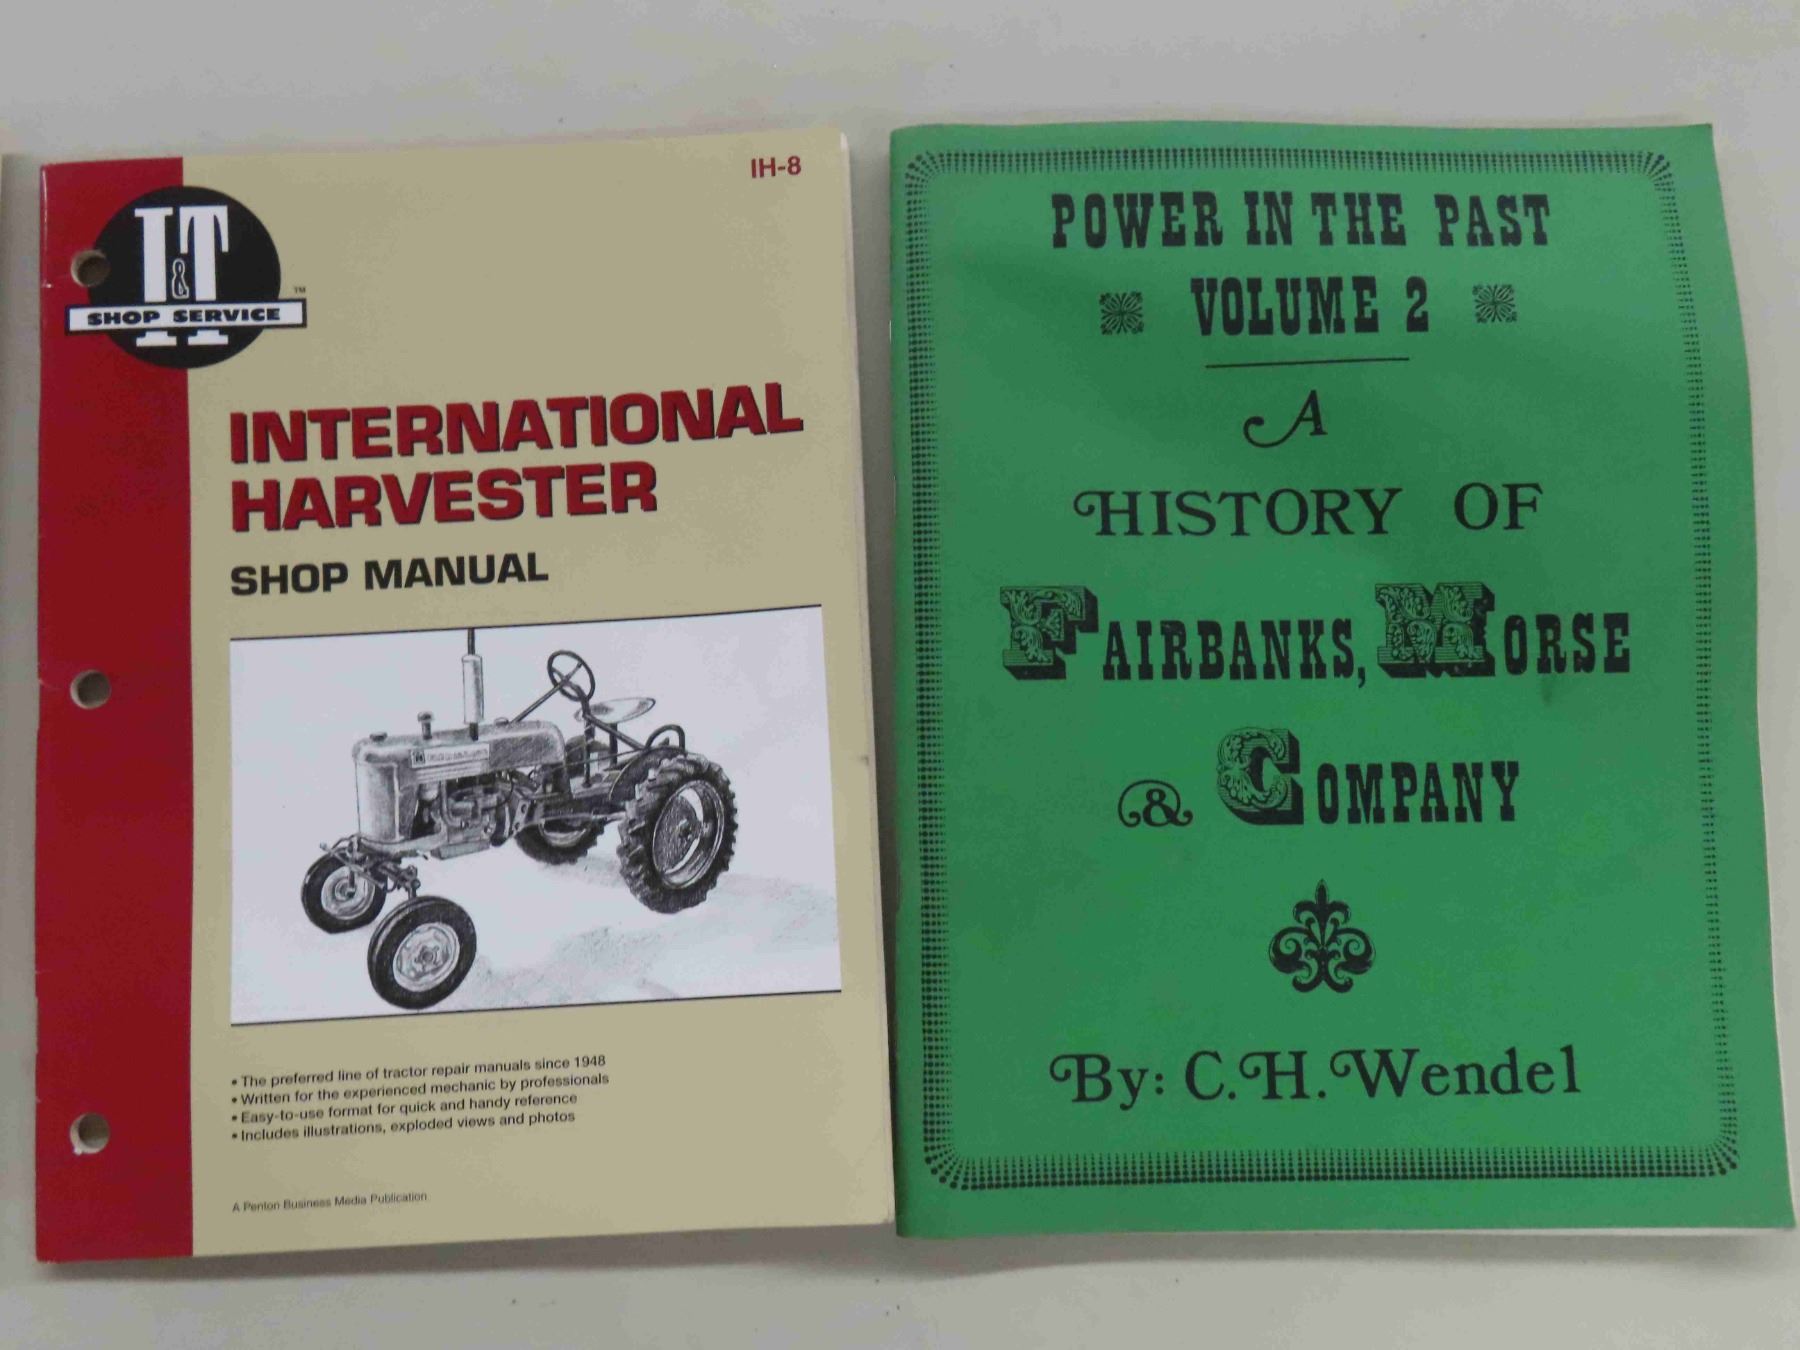 IH-8
I&T
™
SHOP SERVICE
INTERNATIONAL
HARVESTER
SHOP MANUAL
• The preferred line of tractor repair manuals since 1948
• Written for the experienced mechanic by professionals
• Easy-to-use format for quick and handy reference
• Includes illustrations, exploded views and photos
A Penton Business Media Publication
POWER IN THE PAST
VOLUME 2
A
HISTORY OF
FAIRBANKS, MORSE
& COMPANY
By: C.H. Wendel